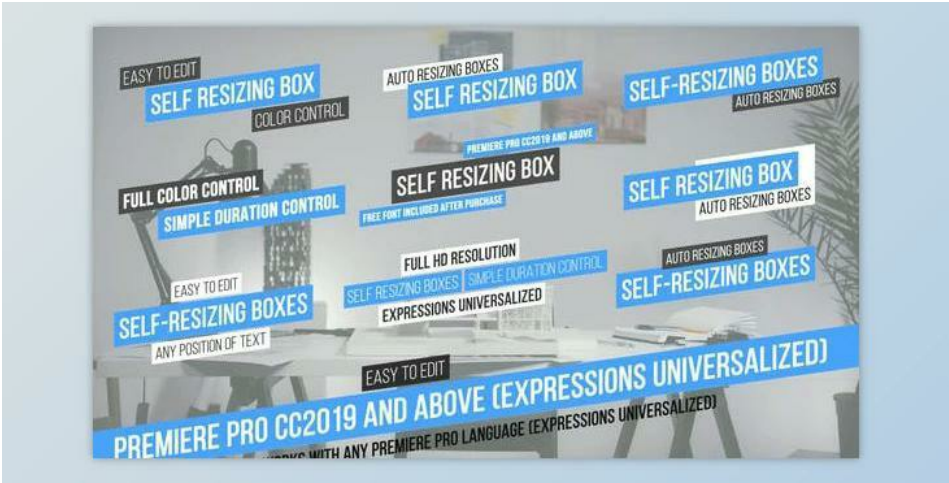 EASY TO EDIT
SELF RESIZING BOX
COLOR CONTROL
AUTO RESIZING BOXES
SELF RESIZING BOX
SELF-RESIZING BOXES
AUTO RESIZING BOXES
FULL COLOR CONTROL
SIMPLE DURATION CONTROL
PREMIERE PRO CC2019 AND ABOVE
SELF RESIZING BOX
FREE FONT INCLUDED AFTER PURCHASE
SELF RESIZING BOX
AUTO RESIZING BOXES
EASY TO EDIT
SELF-RESIZING BOXES
ANY POSITION OF TEXT
FULL HD RESOLUTION
SELF RESIZING BOXES SIMPLE DURATION CONTROL
EXPRESSIONS UNIVERSALIZED
AUTO RESIZING BOXES
SELF-RESIZING BOXES
EASY TO EDIT
PREMIERE PRO CC2019 AND ABOVE (EXPRESSIONS UNIVERSALIZED)
WORKS WITH ANY PREMIERE PRO LANGUAGE (EXPRESSIONS UNIVERSALIZED)